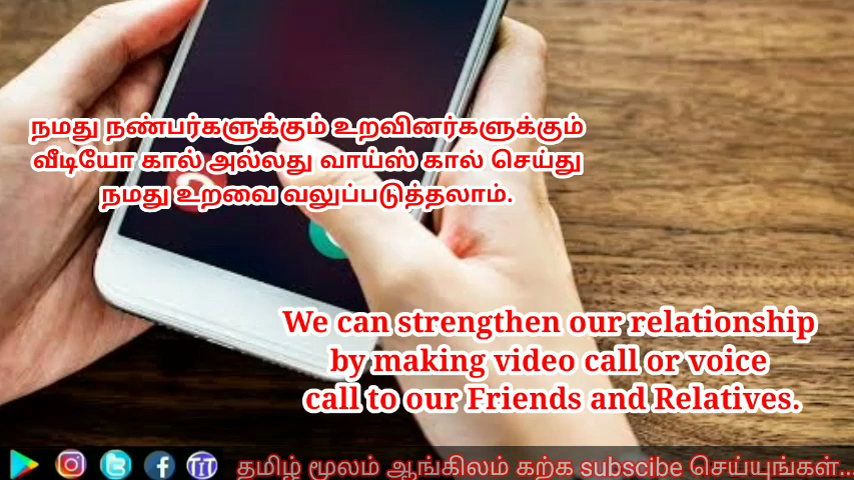 நமது நண்பர்களுக்கும் உறவினர்களுக்கும்
வீடியோ கால் அல்லது வாய்ஸ் கால் செய்து
நமது உறவை வலுப்படுத்தலாம்.
We can strengthen our relationship
by making video call or voice
call to our Friends and Relatives.
தமிழ் மூலம் ஆங்கிலம் கற்க subscibe செய்யுங்கள்...